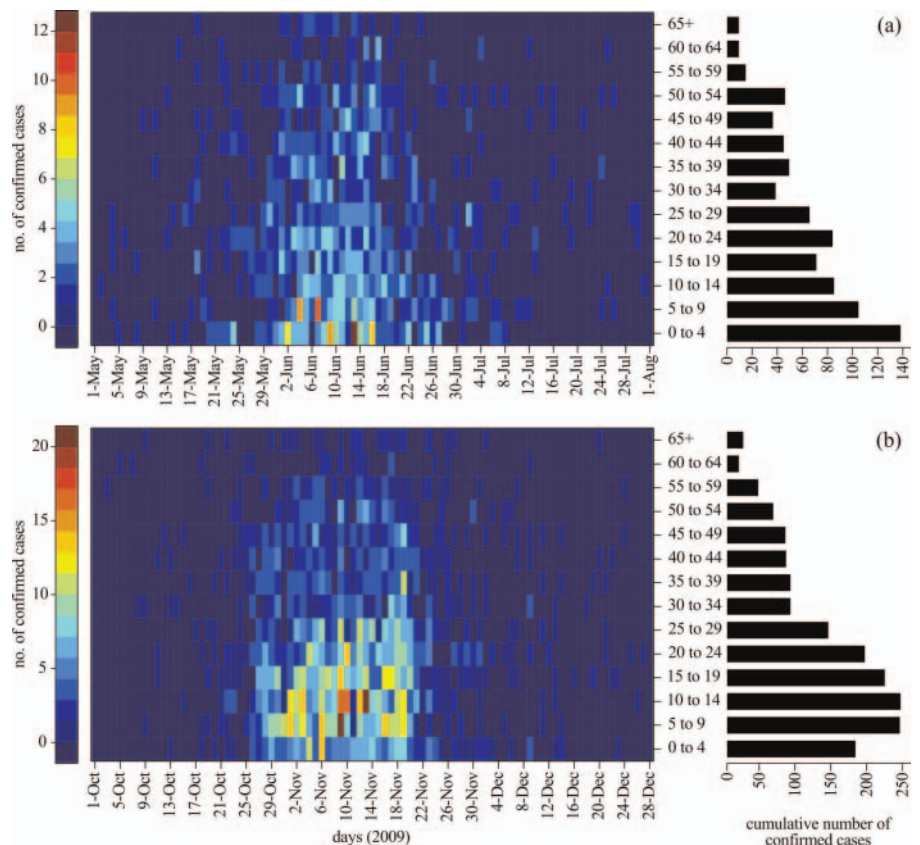 (a)
no. of confirmed cases
12
10
8
6
4
2
0
65+
60 to 64
55 to 59
50 to 54
45 to 49
40 to 44
35 to 39
30 to 34
25 to 29
20 to 24
15 to 19
10 to 14
5 to 9
0 to 4
1-May
5-May
9-May
13-May
17-May
21-May
25-May
29-May
2-Jun
6-Jun
10-Jun
14-Jun
18-Jun
22-Jun
26-Jun
30-Jun
4-Jul
8-Jul
12-Jul
16-Jul
20-Jul
24-Jul
28-Jul
1-Aug
0
20
40
60
80
100
120
140
(b)
no. of confirmed cases
20
15
10
5
0
65+
60 to 64
55 to 59
50 to 54
45 to 49
40 to 44
35 to 39
30 to 34
25 to 29
20 to 24
15 to 19
10 to 14
5 to 9
0 to 4
1-Oct
5-Oct
9-Oct
13-Oct
17-Oct
21-Oct
25-Oct
29-Oct
2-Nov
6-Nov
10-Nov
14-Nov
18-Nov
22-Nov
26-Nov
30-Nov
4-Dec
8-Dec
12-Dec
16-Dec
20-Dec
24-Dec
28-Dec
days (2009)
0
50
100
150
200
250
cumulative number of
confirmed cases